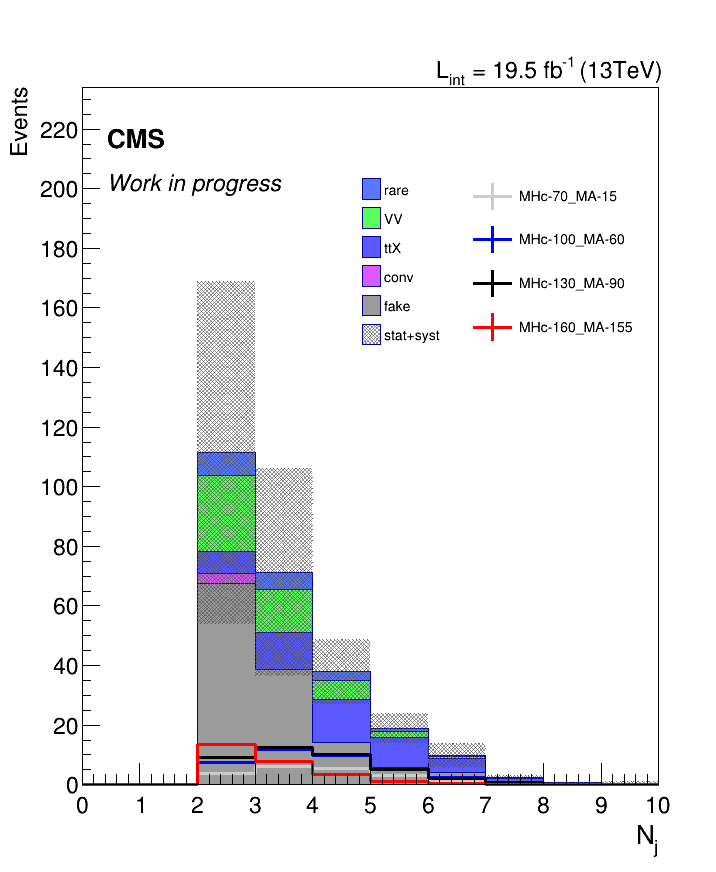 L_int = 19.5 fb^-1 (13TeV)
Events
CMS
Work in progress
rare
VV
ttX
conv
fake
stat+syst
MHc-70_MA-15
MHc-100_MA-60
MHc-130_MA-90
MHc-160_MA-155
220
200
180
160
140
120
100
80
60
40
20
0
0 1 2 3 4 5 6 7 8 9 10
N_j